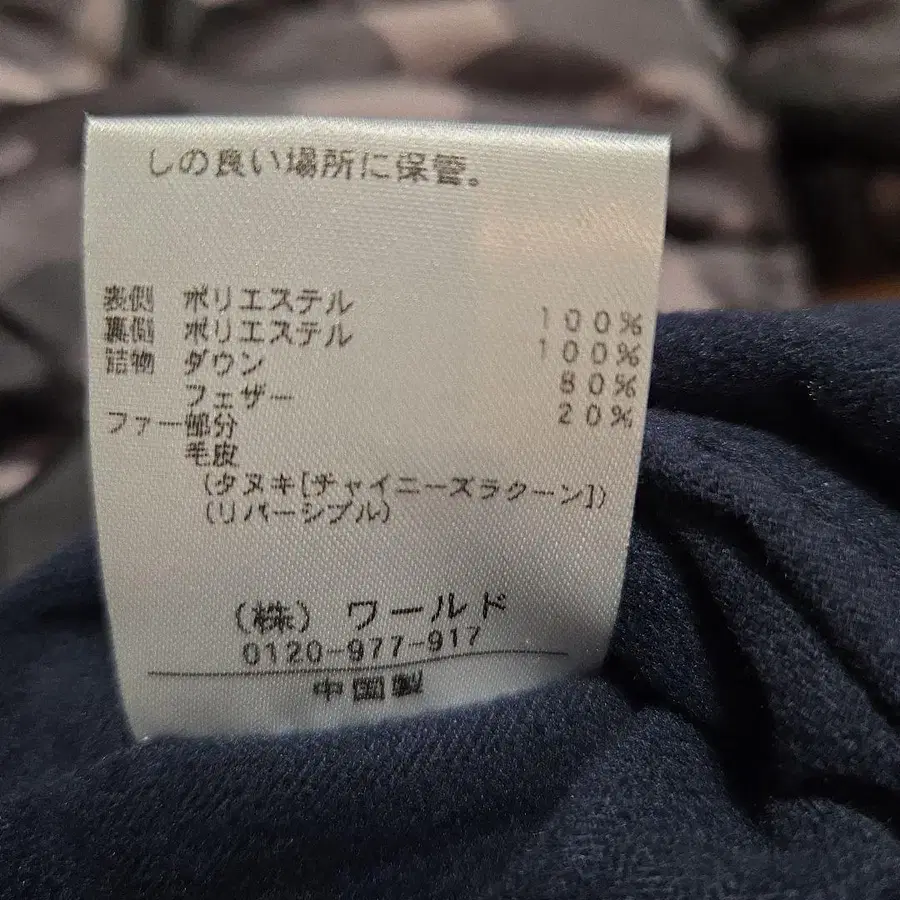 しの良い場所に保管。
表側 ポリエステル 100%
裏側 ポリエステル 100%
詰物 ダウン 80%
フェザー 20%
ファー部分
毛皮
(タヌキ[チャイニーズラクーン])
(リバーシブル)
(株) ワールド
0120-977-917
中国製